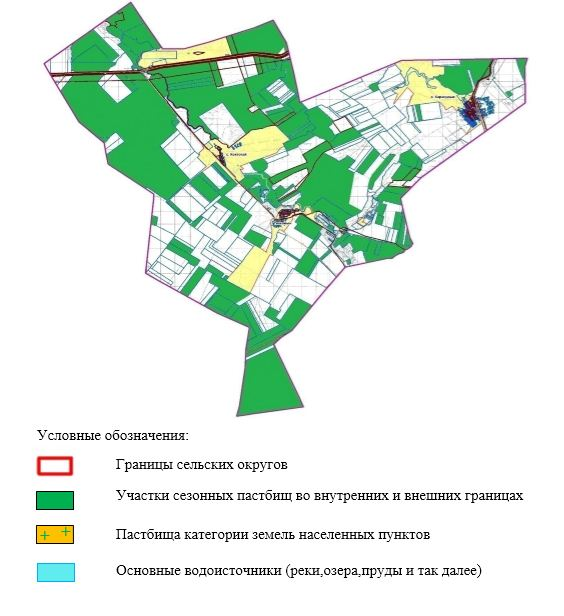 Условные обозначения:
Границы сельских округов
Участки сезонных пастбищ во внутренних и внешних границах
Пастбища категории земель населенных пунктов
Основные водоисточники (реки,озера,пруды и так далее)